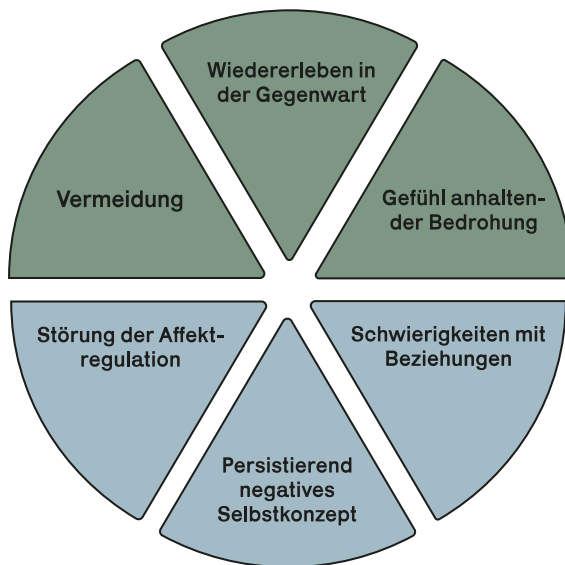 Wiedererleben in
der Gegenwart
Vermeidung
Gefühl anhalten-
der Bedrohung
Störung der Affekt-
regulation
Schwierigkeiten mit
Beziehungen
Persistierend
negatives
Selbstkonzept